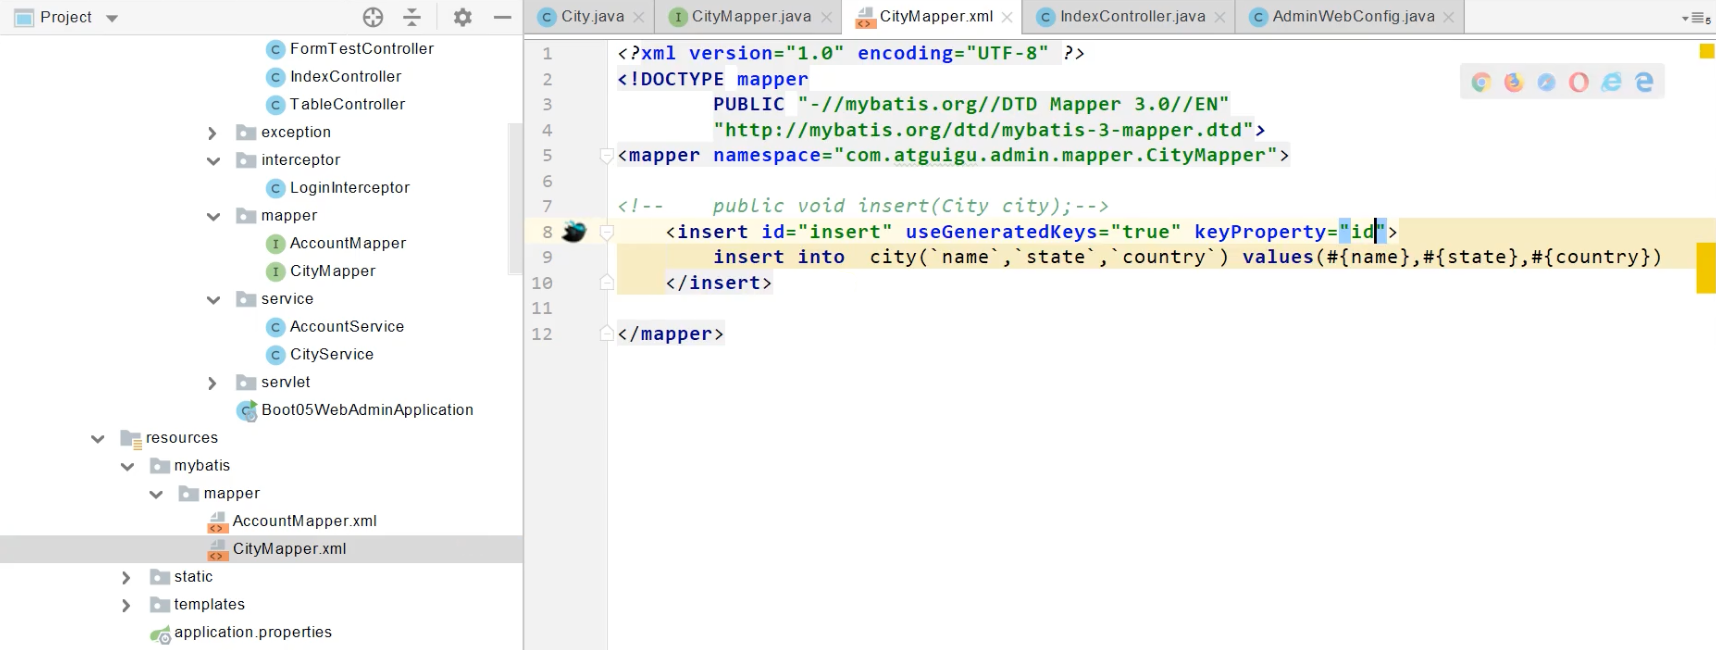 Project
FormTestController
IndexController
TableController
exception
interceptor
LoginInterceptor
mapper
AccountMapper
CityMapper
service
AccountService
CityService
servlet
Boot05WebAdminApplication
resources
mybatis
mapper
AccountMapper.xml
CityMapper.xml
static
templates
application.properties
City.java CityMapper.java CityMapper.xml IndexController.java AdminWebConfig.java 5
1 <?xml version="1.0" encoding="UTF-8" ?>
2 <!DOCTYPE mapper
3 PUBLIC "-//mybatis.org//DTD Mapper 3.0//EN"
4 "http://mybatis.org/dtd/mybatis-3-mapper.dtd">
5 <mapper namespace="com.atguigu.admin.mapper.CityMapper">
6
7 <!-- public void insert(City city);-->
8 <insert id="insert" useGeneratedKeys="true" keyProperty="id">
9 insert into city(`name`,`state`,`country`) values(#{name},#{state},#{country})
10 </insert>
11
12 </mapper>